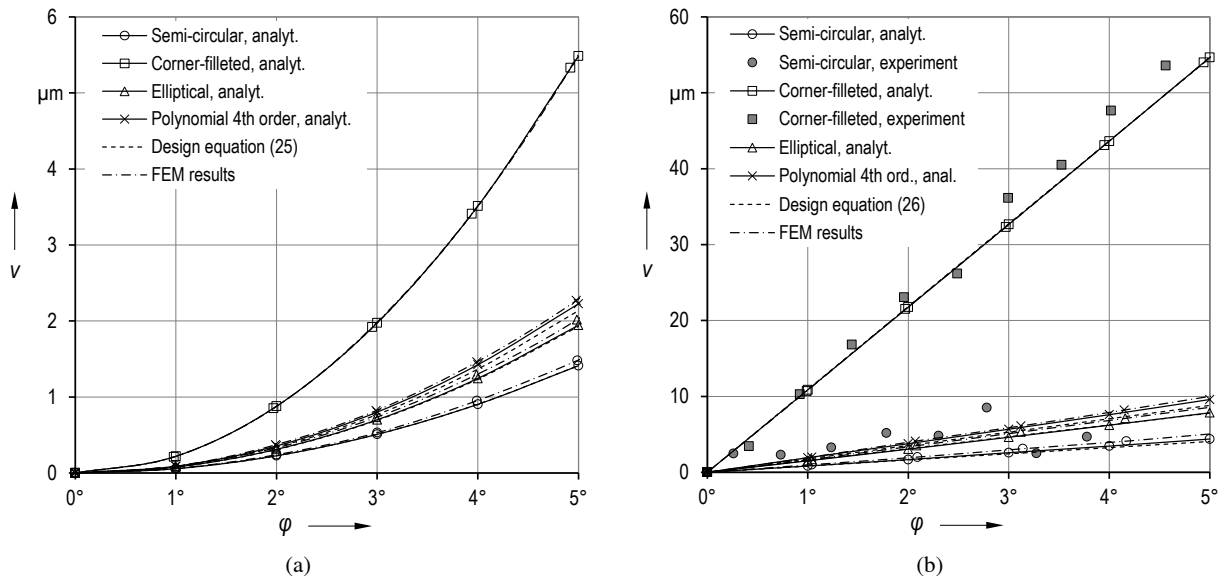 6
µm
4
3
2
1
0
v
Semi-circular, analyt.
Corner-filleted, analyt.
Elliptical, analyt.
Polynomial 4th order, analyt.
Design equation (25)
FEM results
0° 1° 2° 3° 4° 5°
φ
(a)
60
µm
40
30
20
10
0
v
Semi-circular, analyt.
Semi-circular, experiment
Corner-filleted, analyt.
Corner-filleted, experiment
Elliptical, analyt.
Polynomial 4th ord., anal.
Design equation (26)
FEM results
0° 1° 2° 3° 4° 5°
φ
(b)